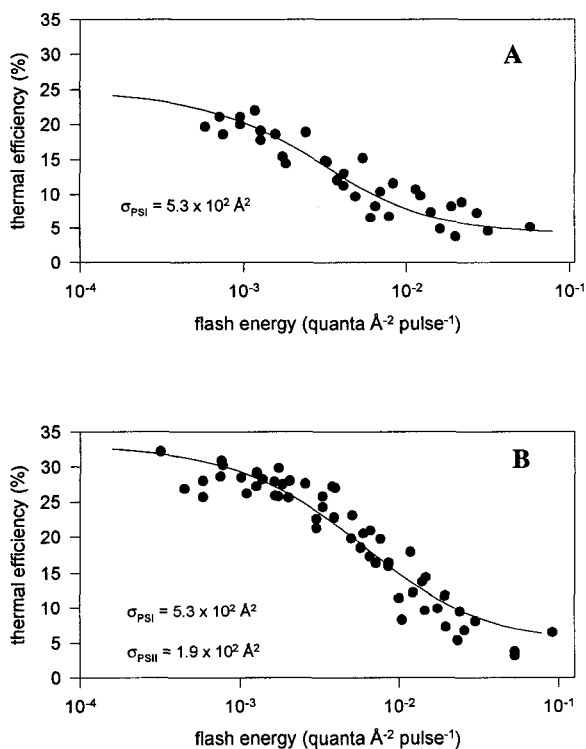 A
35
30
25
20
15
10
5
0
thermal efficiency (%)
σPSI = 5.3 x 10² Å²
10⁻⁴ 10⁻³ 10⁻² 10⁻¹
flash energy (quanta Å⁻² pulse⁻¹)
B
35
30
25
20
15
10
5
0
thermal efficiency (%)
σPSI = 5.3 x 10² Å²
σPSII = 1.9 x 10² Å²
10⁻⁴ 10⁻³ 10⁻² 10⁻¹
flash energy (quanta Å⁻² pulse⁻¹)